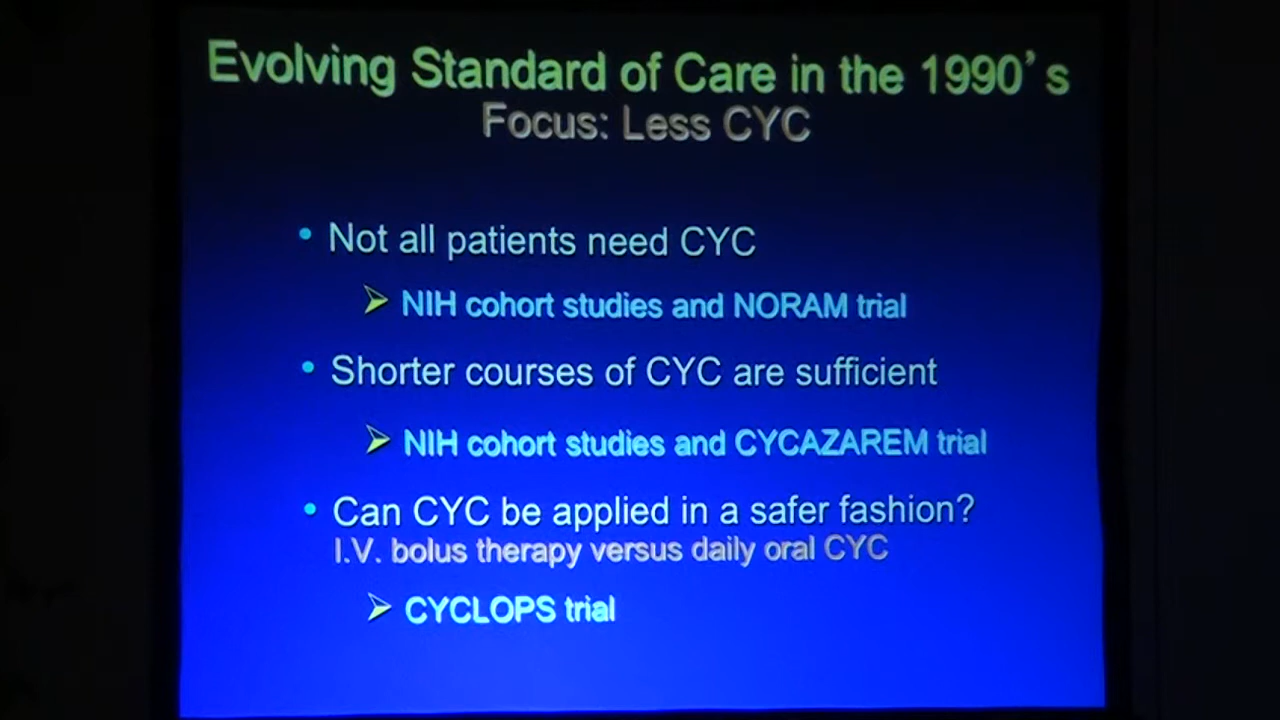 Evolving Standard of Care in the 1990's
Focus: Less CYC
• Not all patients need CYC
➢ NIH cohort studies and NORAM trial
• Shorter courses of CYC are sufficient
➢ NIH cohort studies and CYCAZAREM trial
• Can CYC be applied in a safer fashion?
I.V. bolus therapy versus daily oral CYC
➢ CYCLOPS trial